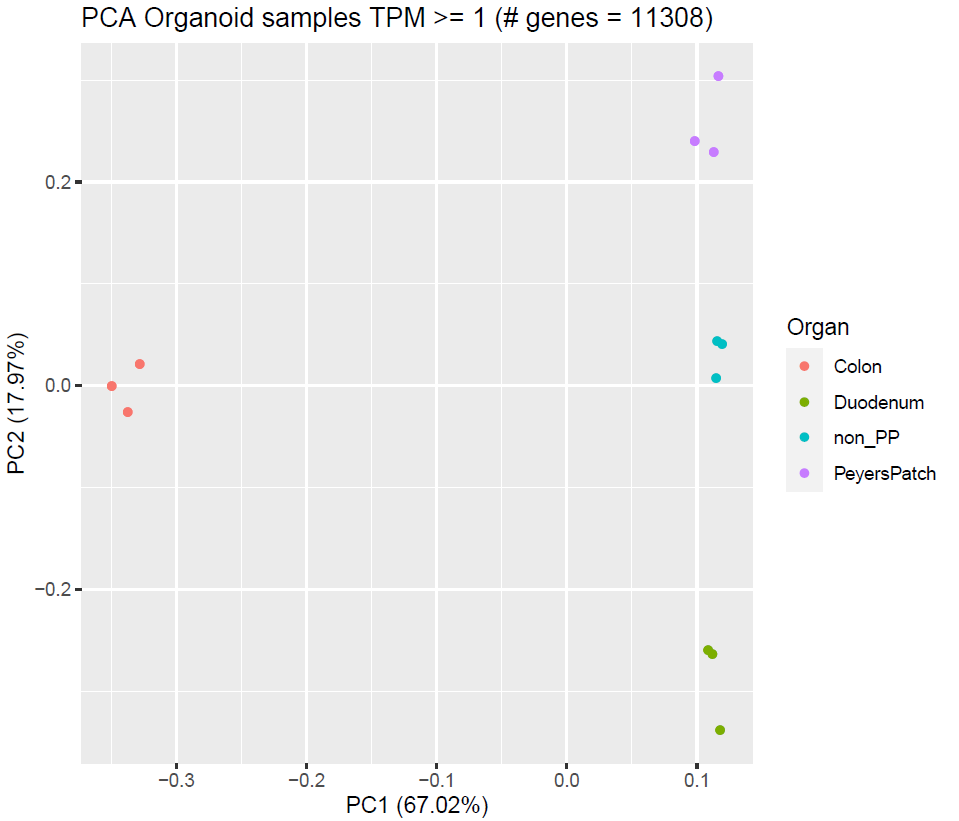 PCA Organoid samples TPM >= 1 (# genes = 11308)
PC2 (17.97%)
0.2
0.0
−0.2
−0.3
−0.2
−0.1
0.0
0.1
PC1 (67.02%)
Organ
Colon
Duodenum
non_PP
PeyersPatch